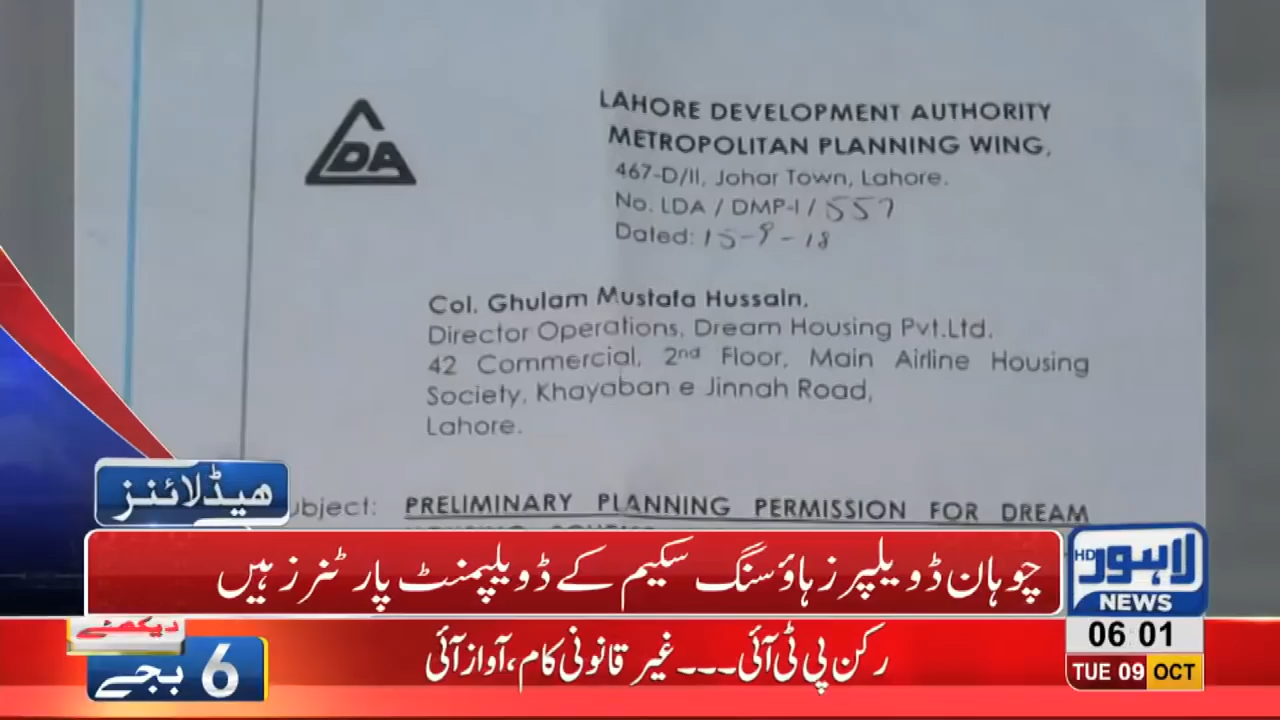 LDA
LAHORE DEVELOPMENT AUTHORITY
METROPOLITAN PLANNING WING,
467-D/II, Johar Town, Lahore.
No. LDA / DMP-I / 557
Dated: 15-9-18
Col. Ghulam Mustafa Hussain,
Director Operations, Dream Housing Pvt.Ltd.
42 Commercial, 2nd Floor, Main Airline Housing
Society, Khayaban e Jinnah Road,
Lahore.
ubject: PRELIMINARY PLANNING PERMISSION FOR DREAM
ھیڈلائنز
چوہان ڈویلپرز ہاؤسنگ سکیم کے ڈویلپمنٹ پارٹنرز ہیں
HD لاہور
NEWS
دیکھئے
6 بجے
رکن پی ٹی آئی۔۔۔غیر قانونی کام،آواز آئی
06 01
TUE 09 OCT